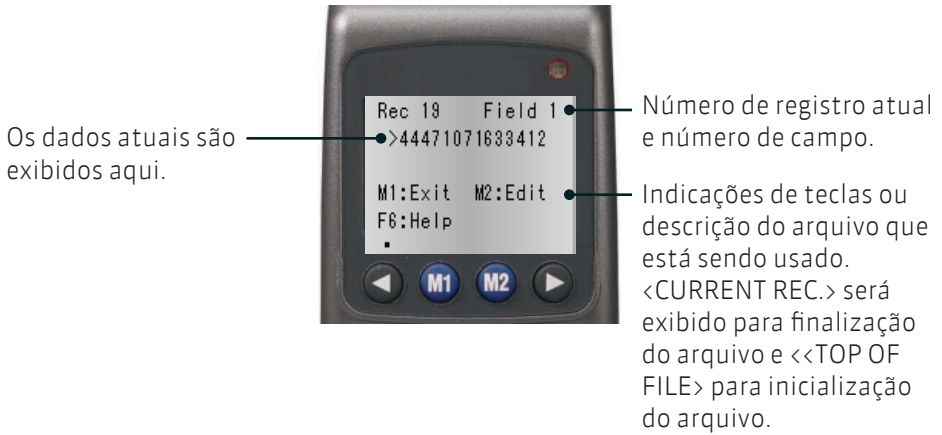 Os dados atuais são
exibidos aqui.
Rec 19 Field 1
>44471071633412
M1:Exit M2:Edit
F6:Help
M1 M2
Número de registro atual
e número de campo.
Indicações de teclas ou
descrição do arquivo que
está sendo usado.
<CURRENT REC.> será
exibido para finalização
do arquivo e <<TOP OF
FILE> para inicialização
do arquivo.